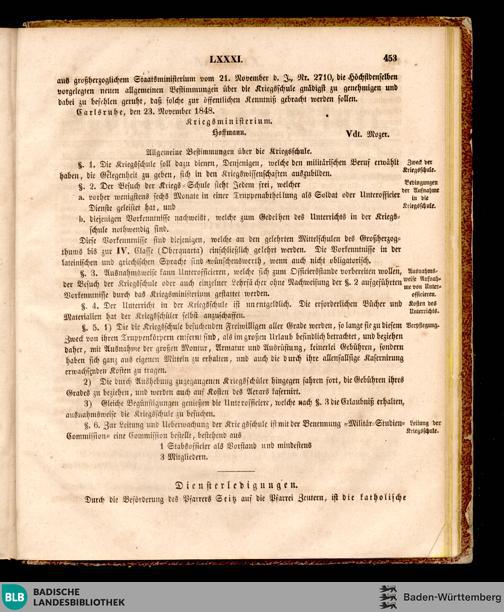 LXXXI.
453
aus großherzoglichem Staatsministerium vom 21. November d. J., Nr. 2710, die Höchstdenselben
vorgelegten neuen allgemeinen Bestimmungen über die Kriegsschule gnädigst zu genehmigen und
dabei zu befehlen geruht, daß solche zur öffentlichen Kenntniß gebracht werden sollen.
Carlsruhe, den 23. November 1848.
Kriegsministerium.
Hoffmann.
Vdt. Mozer.
Allgemeine Bestimmungen über die Kriegsschule.
§. 1. Die Kriegsschule soll dazu dienen, Denjenigen, welche den militärischen Beruf erwählt
haben, die Gelegenheit zu geben, sich in den Kriegswissenschaften auszubilden.
Zweck der
Kriegsschule.
§. 2. Der Besuch der Kriegs-Schule steht Jedem frei, welcher
a. vorher wenigstens sechs Monate in einer Truppenabtheilung als Soldat oder Unterofficier
Dienste geleistet hat, und
b. diejenigen Vorkenntnisse nachweist, welche zum Gedeihen des Unterrichts in der Kriegs-
schule nothwendig sind.
Bedingungen
der Aufnahme
in die
Kriegsschule.
Diese Vorkenntnisse sind diejenigen, welche an den gelehrten Mittelschulen des Großherzog-
thums bis zur IV. Classe (Oberquarta) einschließlich gelehrt werden. Die Vorkenntnisse in der
lateinischen und griechischen Sprache sind wünschenswerth, wenn auch nicht obligatorisch.
§. 3. Ausnahmsweise kann Unterofficieren, welche sich zum Officiersstande vorbereiten wollen,
der Besuch der Kriegsschule oder auch einzelner Lehrfächer ohne Nachweisung der §. 2 aufgeführten
Vorkenntnisse durch das Kriegsministerium gestattet werden.
Ausnahms-
weise Aufnah-
me von Unter-
officieren.
§. 4. Der Unterricht in der Kriegsschule ist unentgeldlich. Die erforderlichen Bücher und
Materialien hat der Kriegsschüler selbst anzuschaffen.
Kosten des
Unterrichts.
§. 5. 1) Die die Kriegsschule besuchenden Freiwilligen aller Grade werden, so lange sie zu diesem
Zweck von ihrem Truppenkörpern entfernt sind, als im großen Urlaub befindlich betrachtet, und beziehen
daher, mit Ausnahme der großen Montur, Armatur und Ausrüstung, keinerlei Gebühren, sondern
haben sich ganz aus eigenen Mitteln zu erhalten, und auch die durch ihre allenfallsige Kasernirung
erwachsenden Kosten zu tragen.
Verpflegung.
2) Die durch Aushebung zugegangenen Kriegsschüler hingegen fahren fort, die Gebühren ihres
Grades zu beziehen, und werden auch auf Kosten des Aerars kasernirt.
3) Gleiche Begünstigungen genießen die Unterofficiere, welche nach §. 3 die Erlaubniß erhalten,
ausnahmsweise die Kriegsschule zu besuchen.
§. 6. Zur Leitung und Ueberwachung der Kriegsschule ist mit der Benennung »Militär-Studien-
Commission« eine Commission bestellt, bestehend aus
Leitung der
Kriegsschule.
1 Stabsofficier als Vorstand und mindestens
3 Mitgliedern.
Diensterledigungen.
Durch die Beförderung des Pfarrers Seitz auf die Pfarrei Zeutern, ist die katholische
BLB
BADISCHE
LANDESBIBLIOTHEK
Baden-Württemberg